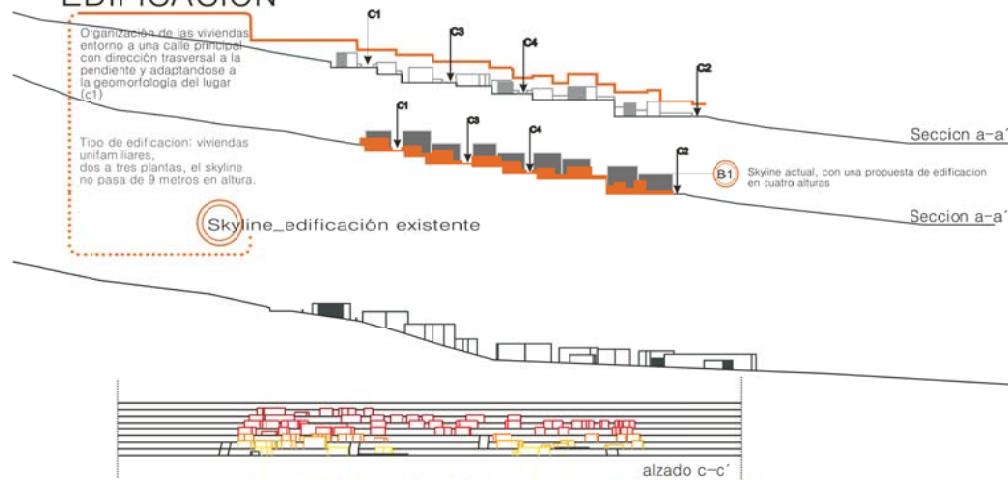 EDIFICACIÓN
Organización de las viviendas
entorno a una calle principal
con dirección trasversal a la
pendiente y adaptandose a
la geomorfología del lugar
(c1)
Tipo de edificacion: viviendas
unifamiliares,
dos a tres plantas, el skyline
no pasa de 9 metros en altura.
Skyline_edificación existente
C1
C3
C4
C2
Seccion a-a´
C1
C3
C4
C2
B1
Skyine actual, con una propuesta de edificacion
en cuatro alturas
Seccion a-a´
alzado c-c´